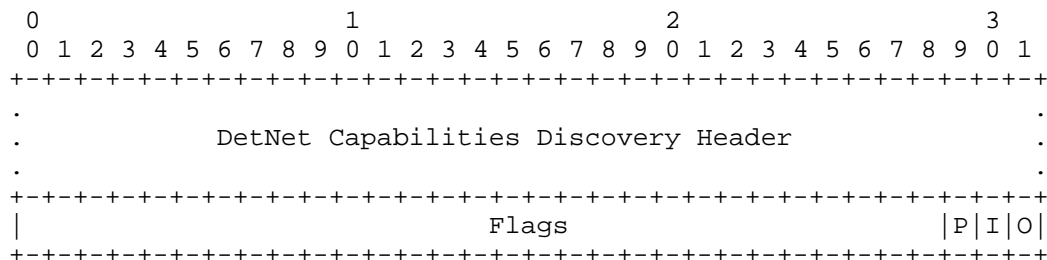 0                   1                   2                   3
 0 1 2 3 4 5 6 7 8 9 0 1 2 3 4 5 6 7 8 9 0 1 2 3 4 5 6 7 8 9 0 1
+-+-+-+-+-+-+-+-+-+-+-+-+-+-+-+-+-+-+-+-+-+-+-+-+-+-+-+-+-+-+-+-+
.                                                               .
.            DetNet Capabilities Discovery Header               .
.                                                               .
+-+-+-+-+-+-+-+-+-+-+-+-+-+-+-+-+-+-+-+-+-+-+-+-+-+-+-+-+-+-+-+-+
|                             Flags                       |P|I|O|
+-+-+-+-+-+-+-+-+-+-+-+-+-+-+-+-+-+-+-+-+-+-+-+-+-+-+-+-+-+-+-+-+